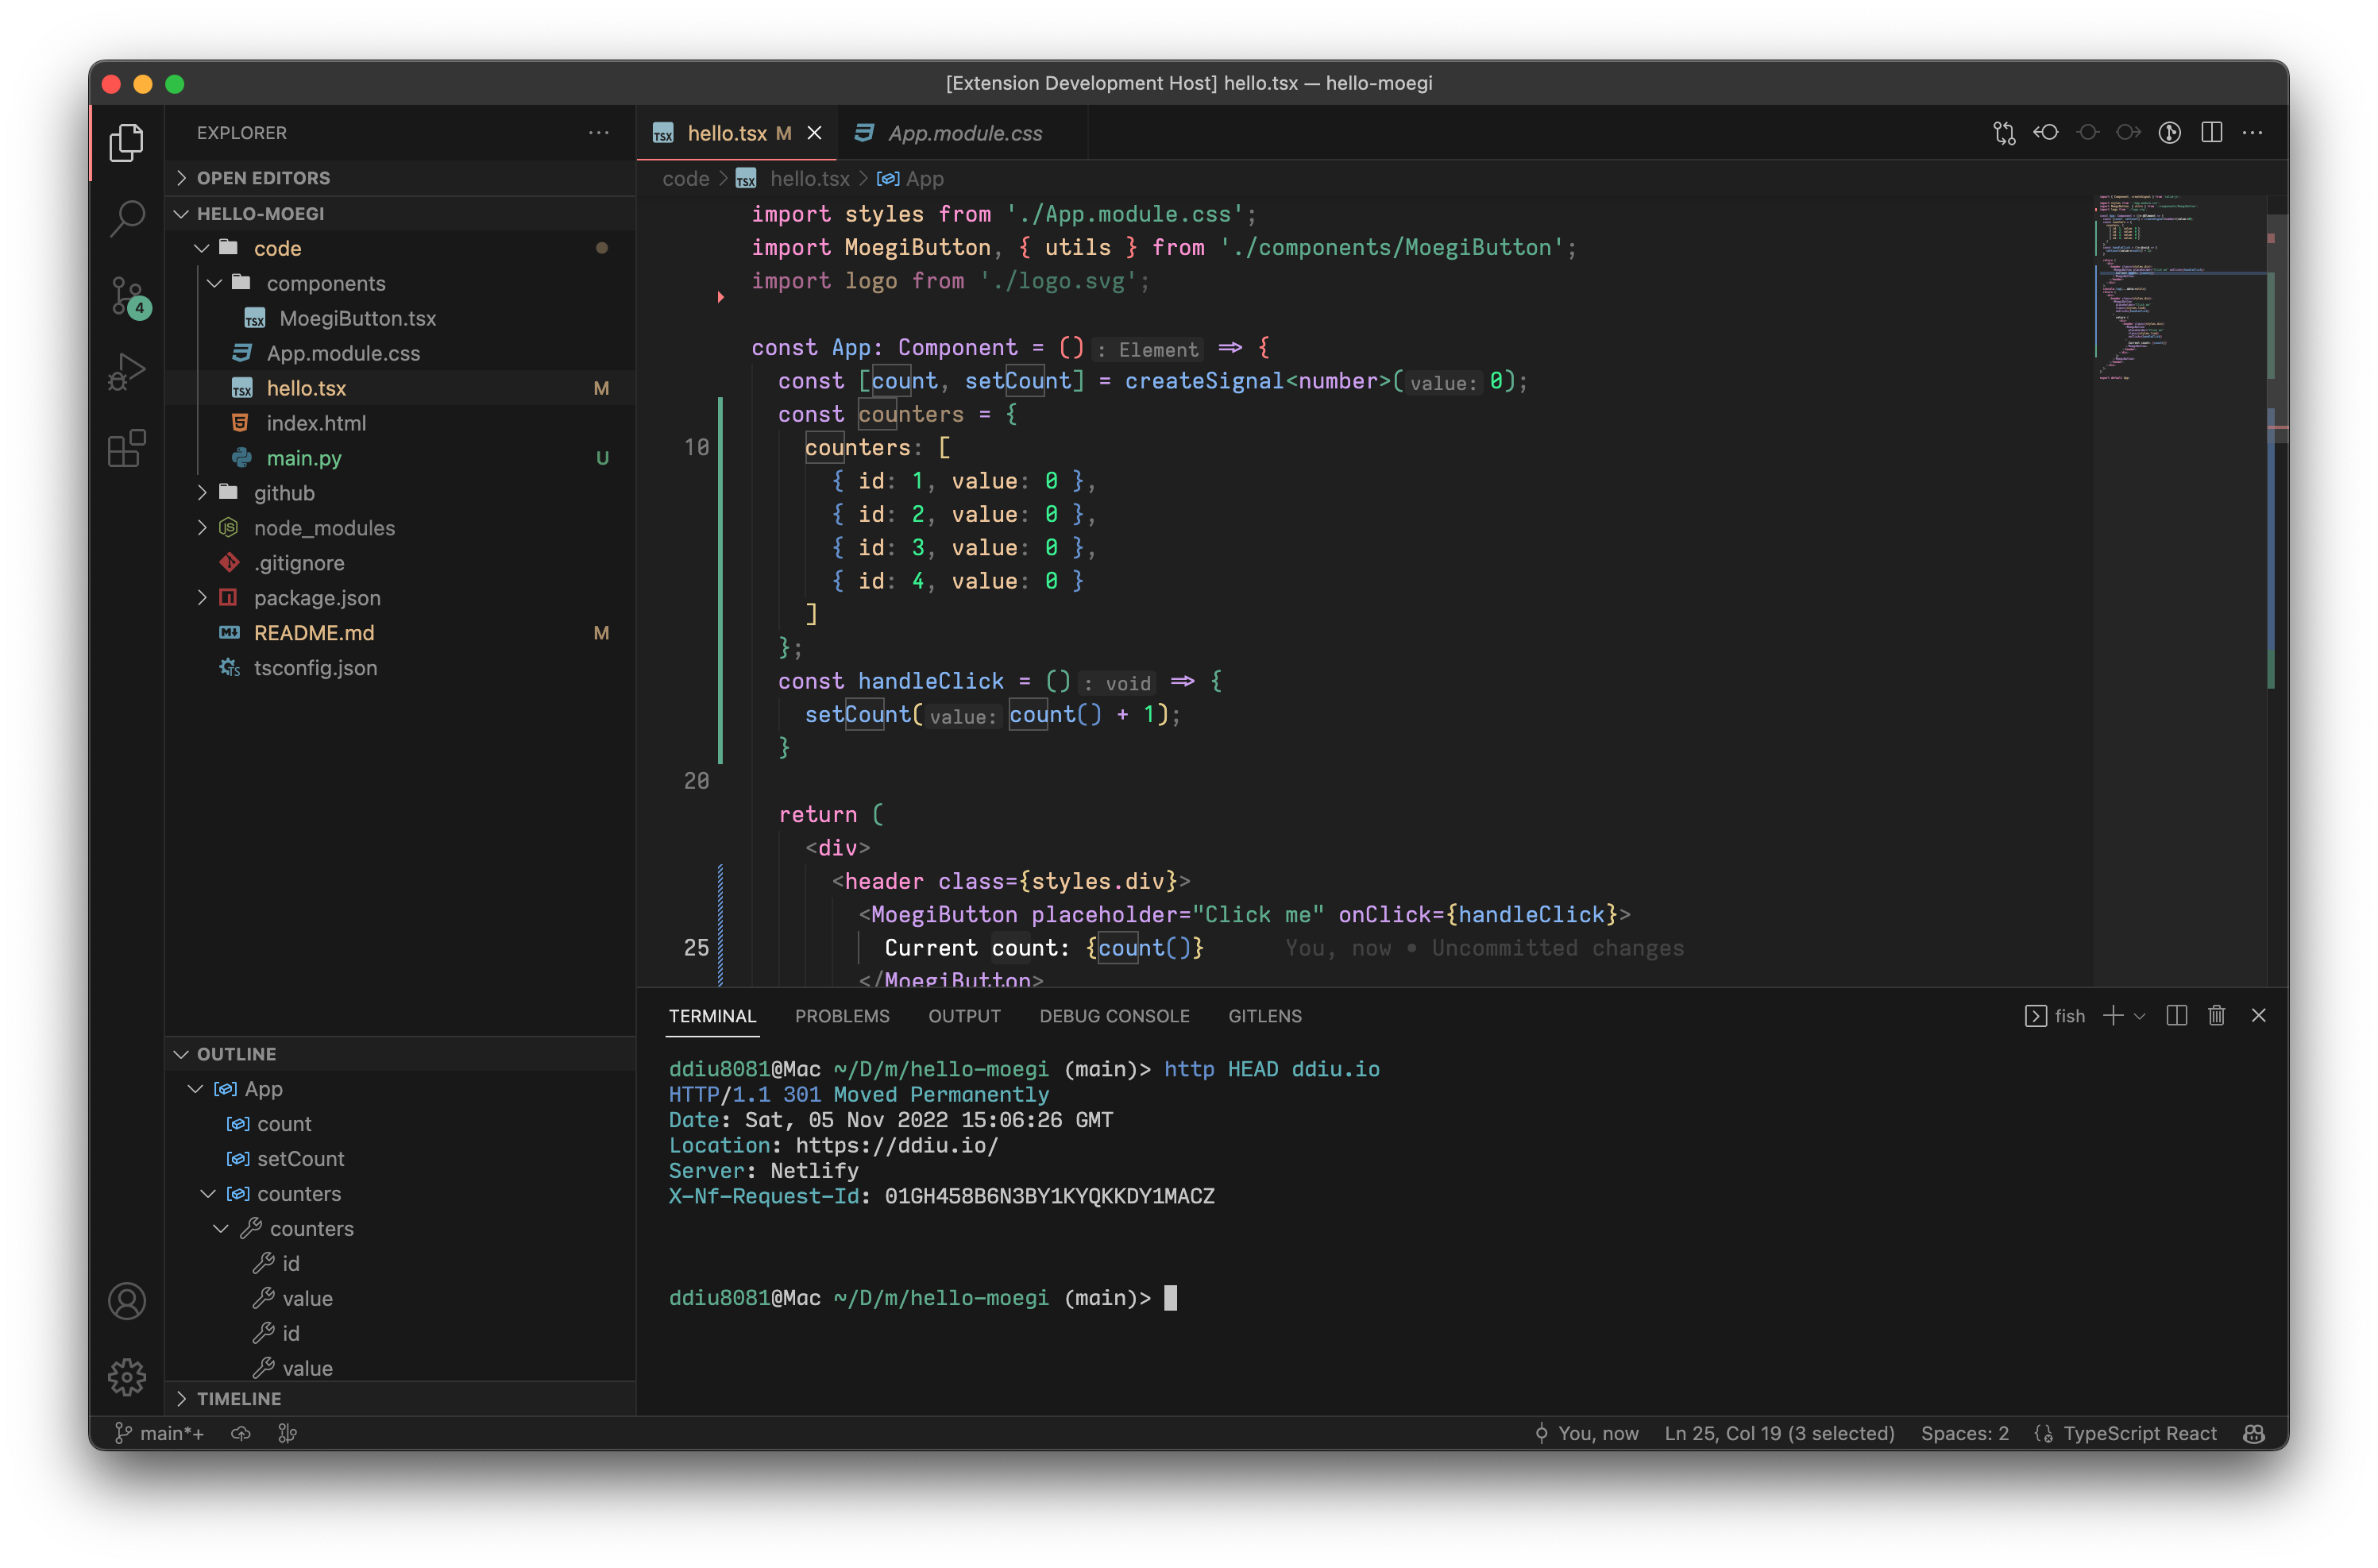 [Extension Development Host] hello.tsx — hello-moegi
EXPLORER
OPEN EDITORS
HELLO-MOEGI
code
components
MoegiButton.tsx
App.module.css
hello.tsx M
index.html
main.py U
github
node_modules
.gitignore
package.json
README.md M
tsconfig.json
4
OUTLINE
App
count
setCount
counters
counters
id
value
id
value
TIMELINE
hello.tsx M
App.module.css
code > hello.tsx > App
import styles from './App.module.css';
import MoegiButton, { utils } from './components/MoegiButton';
import logo from './logo.svg';
const App: Component = () : Element => {
const [count, setCount] = createSignal<number>( value: 0);
const counters = {
10 counters: [
{ id: 1, value: 0 },
{ id: 2, value: 0 },
{ id: 3, value: 0 },
{ id: 4, value: 0 }
]
};
const handleClick = () : void => {
setCount( value: count() + 1);
}
20
return (
<div>
<header class={styles.div}>
<MoegiButton placeholder="Click me" onClick={handleClick}>
25 Current count: {count()} You, now • Uncommitted changes
</MoegiButton>
TERMINAL PROBLEMS OUTPUT DEBUG CONSOLE GITLENS
fish
ddiu8081@Mac ~/D/m/hello-moegi (main)> http HEAD ddiu.io
HTTP/1.1 301 Moved Permanently
Date: Sat, 05 Nov 2022 15:06:26 GMT
Location: https://ddiu.io/
Server: Netlify
X-Nf-Request-Id: 01GH458B6N3BY1KYQKKDY1MACZ
ddiu8081@Mac ~/D/m/hello-moegi (main)>
main*+
You, now
Ln 25, Col 19 (3 selected)
Spaces: 2
TypeScript React